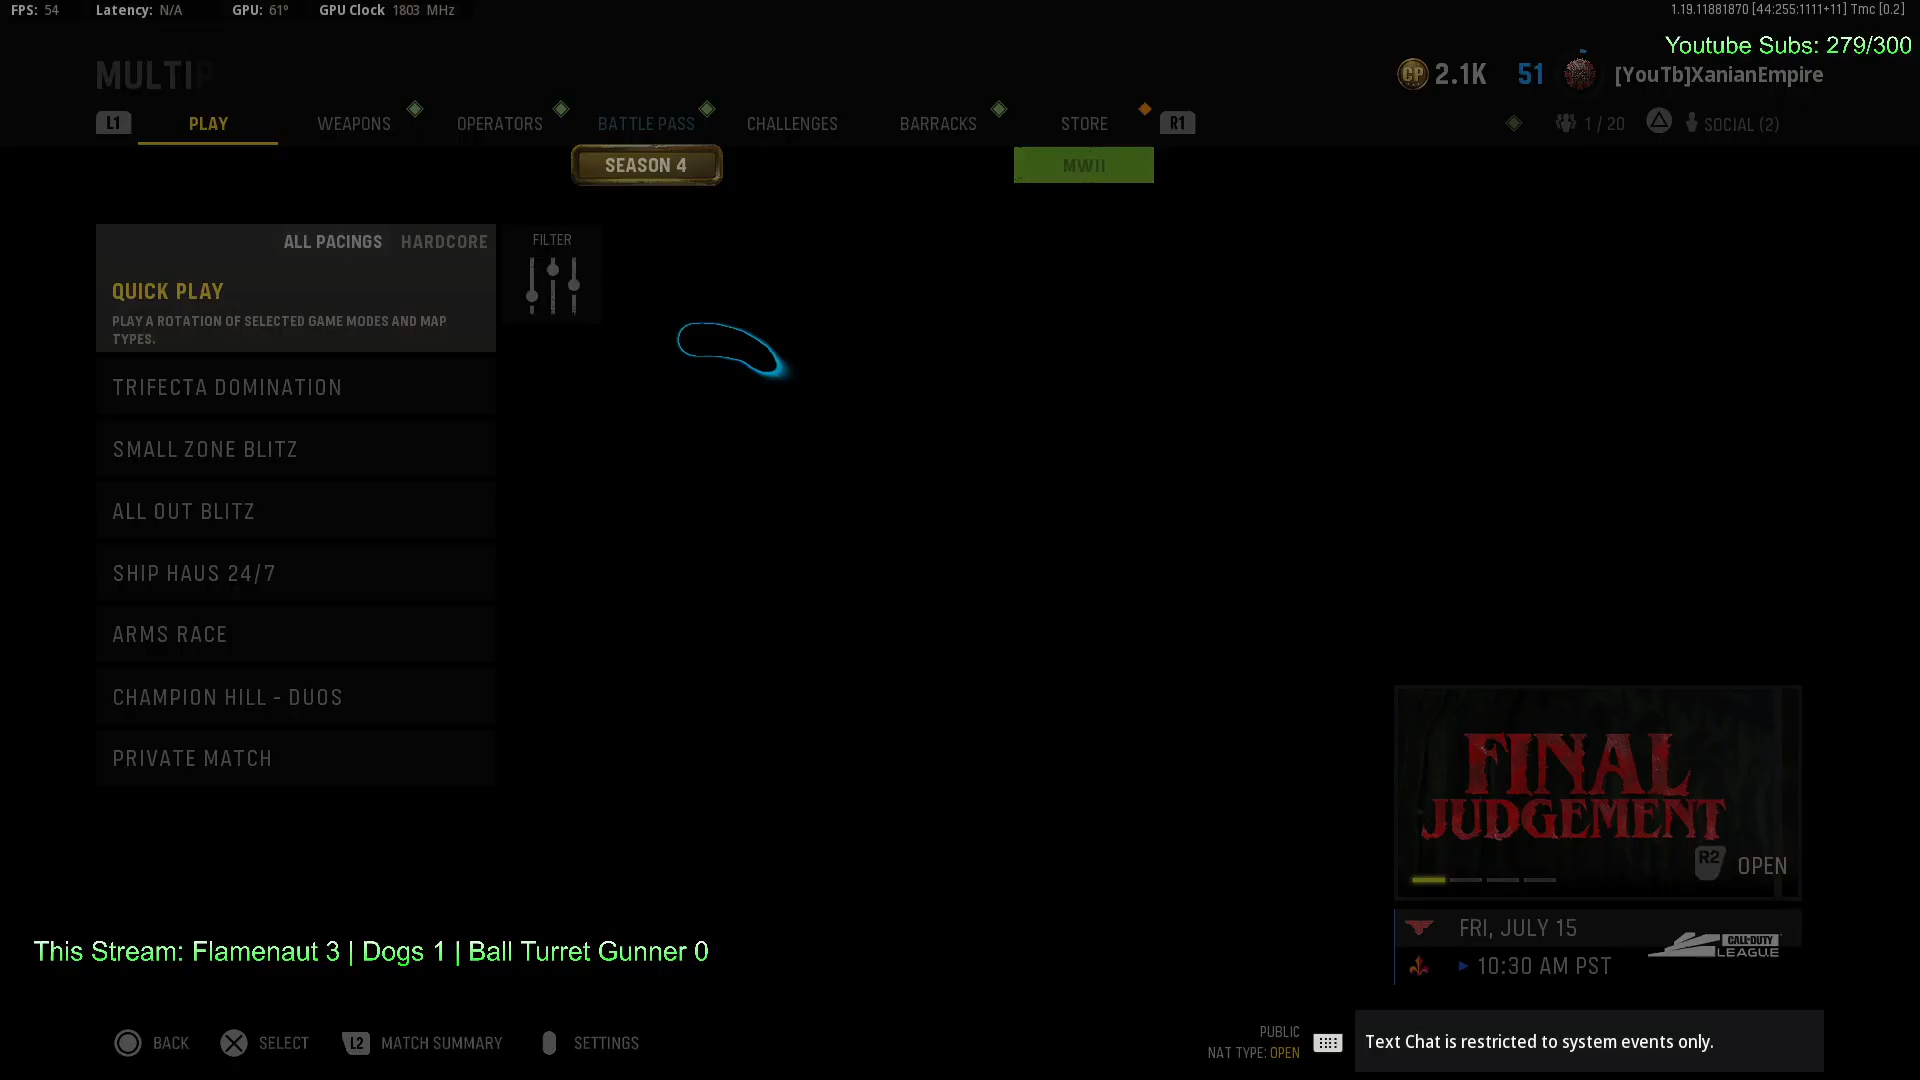 FPS: 54 Latency: N/A GPU: 61° GPU Clock 1803 MHz
1.19.11881870 [44:255:1111+11] Tmc [0.2]
Youtube Subs: 279/300
MULTIP
CP 2.1K 51 [YouTb]XanianEmpire
L1 PLAY WEAPONS OPERATORS BATTLE PASS CHALLENGES BARRACKS STORE R1
1 / 20 SOCIAL (2)
SEASON 4
MWII
ALL PACINGS HARDCORE
FILTER
QUICK PLAY
PLAY A ROTATION OF SELECTED GAME MODES AND MAP
TYPES.
TRIFECTA DOMINATION
SMALL ZONE BLITZ
ALL OUT BLITZ
SHIP HAUS 24/7
ARMS RACE
CHAMPION HILL - DUOS
PRIVATE MATCH
FINAL
JUDGEMENT
R2 OPEN
FRI, JULY 15
10:30 AM PST
CALL OF DUTY
LEAGUE
This Stream: Flamenaut 3 | Dogs 1 | Ball Turret Gunner 0
BACK SELECT L2 MATCH SUMMARY SETTINGS
PUBLIC
NAT TYPE: OPEN
Text Chat is restricted to system events only.